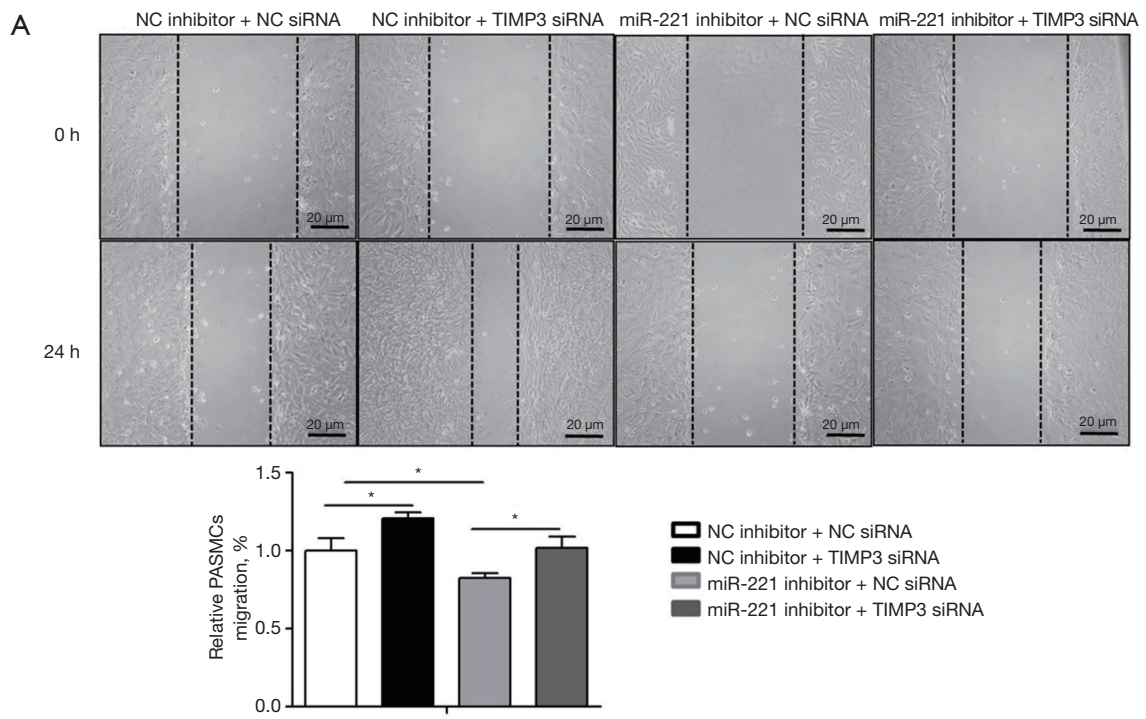 A
NC inhibitor + NC siRNA
NC inhibitor + TIMP3 siRNA
miR-221 inhibitor + NC siRNA
miR-221 inhibitor + TIMP3 siRNA
0 h
20 µm
20 µm
20 µm
20 µm
24 h
20 µm
20 µm
20 µm
20 µm
Relative PASMCs
migration, %
1.5
1.0
0.5
0.0
*
*
*
NC inhibitor + NC siRNA
NC inhibitor + TIMP3 siRNA
miR-221 inhibitor + NC siRNA
miR-221 inhibitor + TIMP3 siRNA